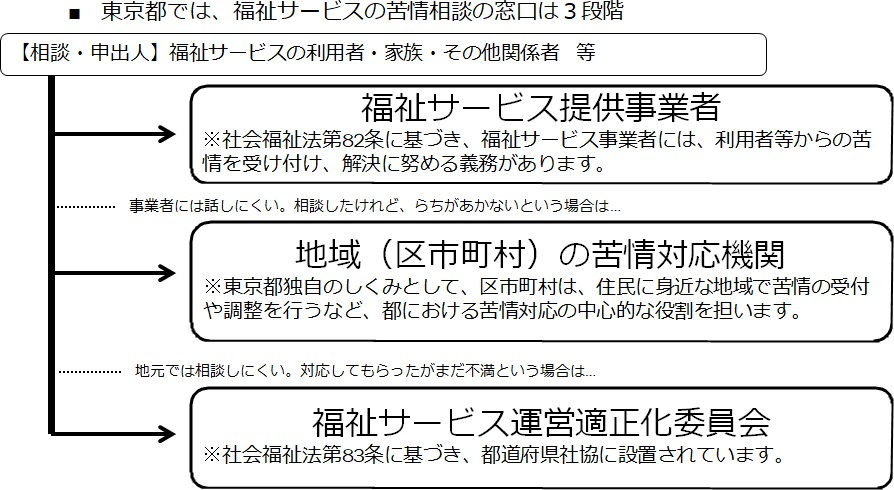 ■ 東京都では、福祉サービスの苦情相談の窓口は３段階
【相談・申出人】福祉サービスの利用者・家族・その他関係者　等
福祉サービス提供事業者
※社会福祉法第82条に基づき、福祉サービス事業者には、利用者等からの苦
情を受け付け、解決に努める義務があります。
事業者には話しにくい。相談したけれど、らちがあかないという場合は…
地域（区市町村）の苦情対応機関
※東京都独自のしくみとして、区市町村は、住民に身近な地域で苦情の受付
や調整を行うなど、都における苦情対応の中心的な役割を担います。
地元では相談しにくい。対応してもらったがまだ不満という場合は…
福祉サービス運営適正化委員会
※社会福祉法第83条に基づき、都道府県社協に設置されています。